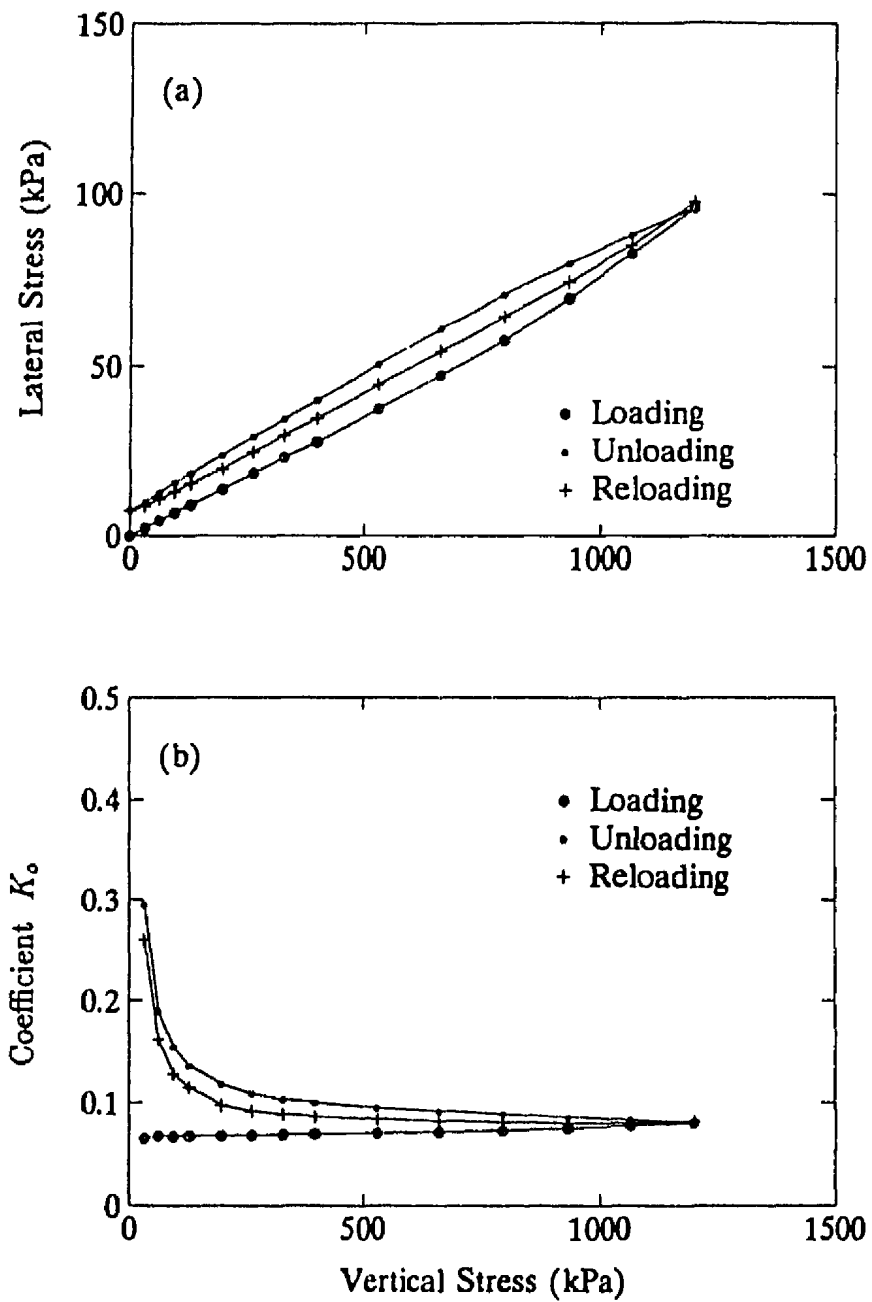 150
(a)
100
50
0
Lateral Stress (kPa)
Loading
Unloading
Reloading
0 500 1000 1500
0.5
(b)
0.4
0.3
0.2
0.1
0
Coefficient Kₒ
Loading
Unloading
Reloading
0 500 1000 1500
Vertical Stress (kPa)